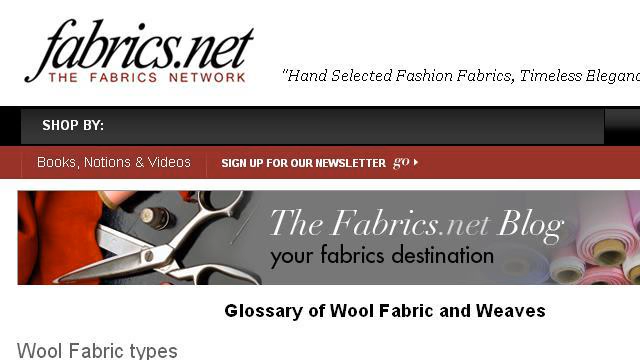 fabrics.net
THE FABRICS NETWORK
"Hand Selected Fashion Fabrics, Timeless Eleganc
SHOP BY:
Books, Notions & Videos SIGN UP FOR OUR NEWSLETTER go
The Fabrics.net Blog
your fabrics destination
Glossary of Wool Fabric and Weaves
Wool Fabric types